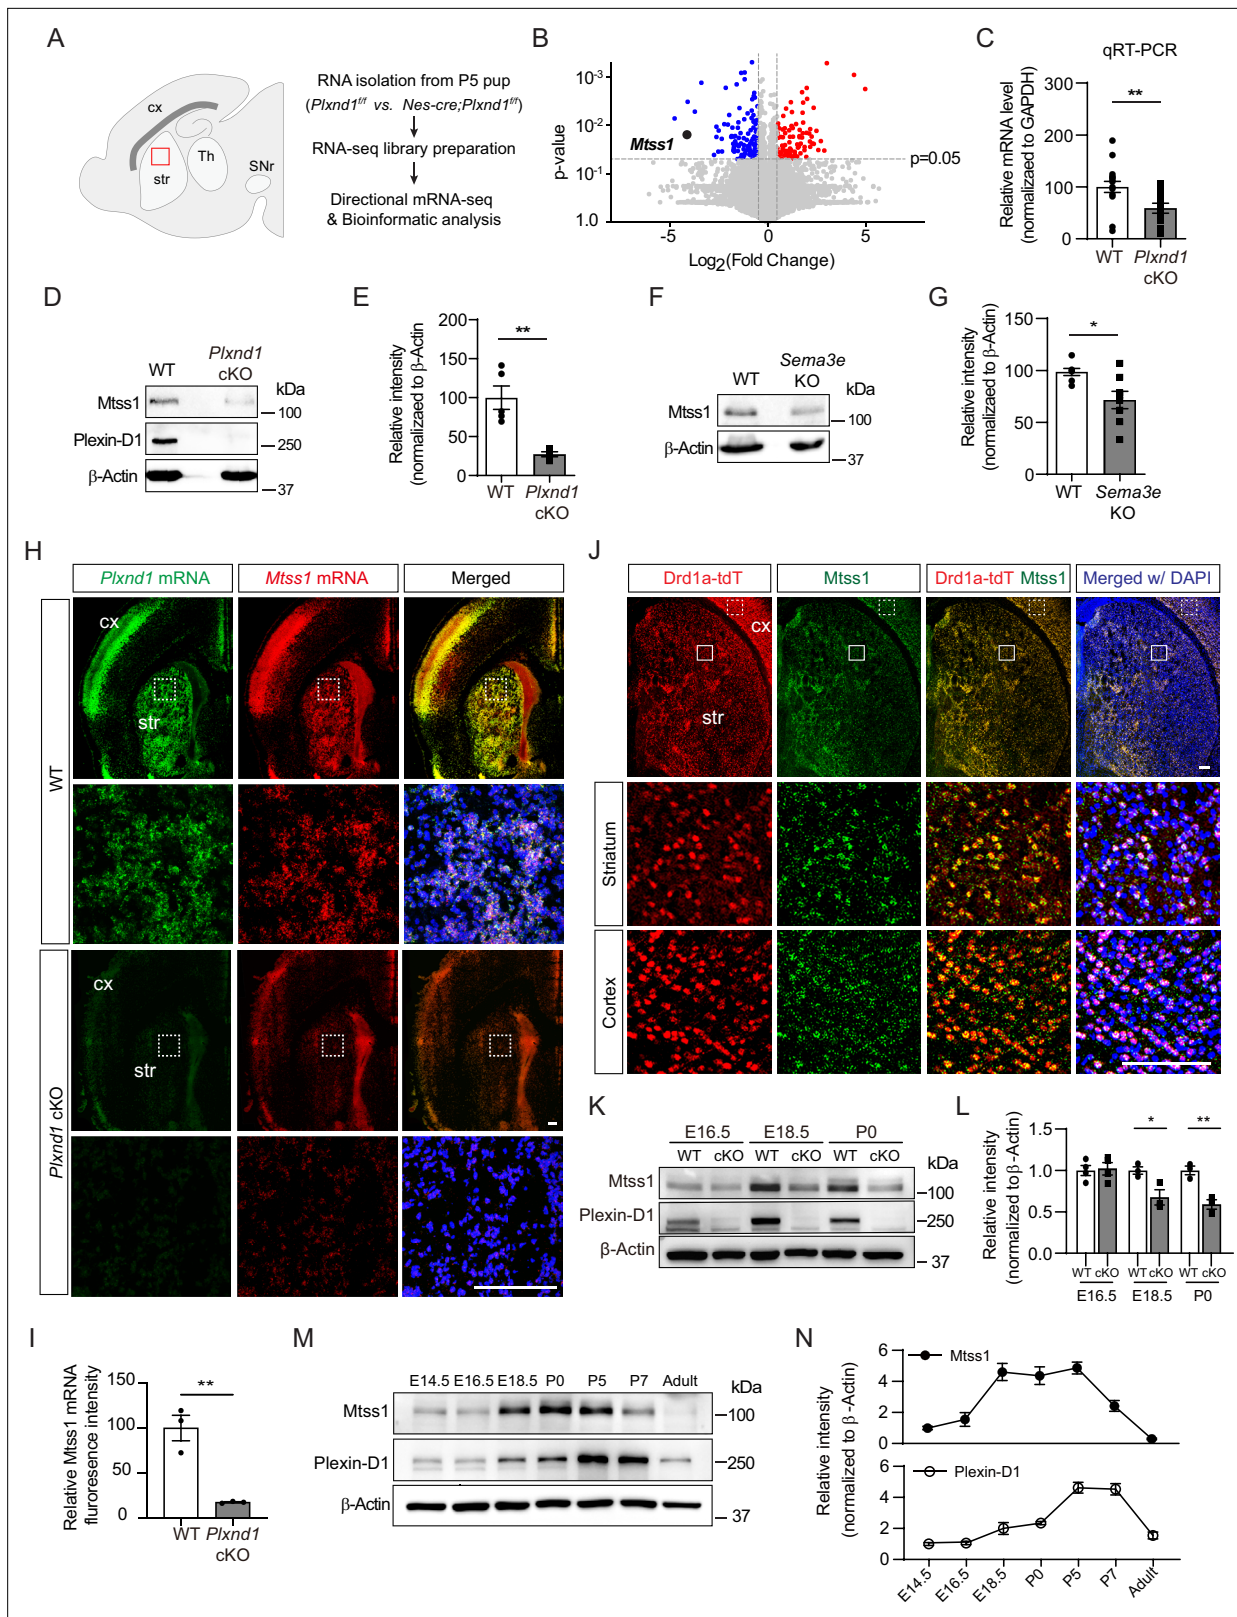 A
cx
Th
str
SNr
RNA isolation from P5 pup
(Plxnd1f/f vs. Nes-cre;Plxnd1f/f)
RNA-seq library preparation
Directional mRNA-seq
& Bioinformatic analysis
B
p-value
10-3
10-2
10-1
1.0
Mtss1
p=0.05
-5
0
5
Log2(Fold Change)
C
qRT-PCR
Relative mRNA level
(normalizaed to GAPDH)
300
200
100
0
**
WT
Plxnd1
cKO
D
WT
Plxnd1
cKO
kDa
Mtss1
100
Plexin-D1
250
β-Actin
37
E
Relative intensity
(normalizaed to β-Actin)
200
150
100
50
0
**
WT
Plxnd1
cKO
F
WT
Sema3e
KO
kDa
Mtss1
100
β-Actin
37
G
Relative intensity
(normalizaed to β-Actin)
150
100
50
0
*
WT
Sema3e
KO
H
Plxnd1 mRNA
Mtss1 mRNA
Merged
WT
cx
str
Plxnd1 cKO
cx
str
J
Drd1a-tdT
Mtss1
Drd1a-tdT Mtss1
Merged w/ DAPI
cx
str
Striatum
Cortex
K
E16.5
E18.5
P0
WT
cKO
WT
cKO
WT
cKO
kDa
Mtss1
100
Plexin-D1
250
β-Actin
37
L
Relative intensity
(normalized to β -Actin)
1.5
1.0
0.5
0.0
*
**
WT cKO
WT cKO
WT cKO
E16.5
E18.5
P0
I
Relative Mtss1 mRNA
fluroresence intensity
150
100
50
0
**
WT
Plxnd1
cKO
M
E14.5 E16.5 E18.5 P0 P5 P7 Adult
kDa
Mtss1
100
Plexin-D1
250
β-Actin
37
N
Relative intensity
(normalized to β -Actin)
6
4
2
0
Mtss1
6
4
2
0
Plexin-D1
E14.5
E16.5
E18.5
P0
P5
P7
Adult